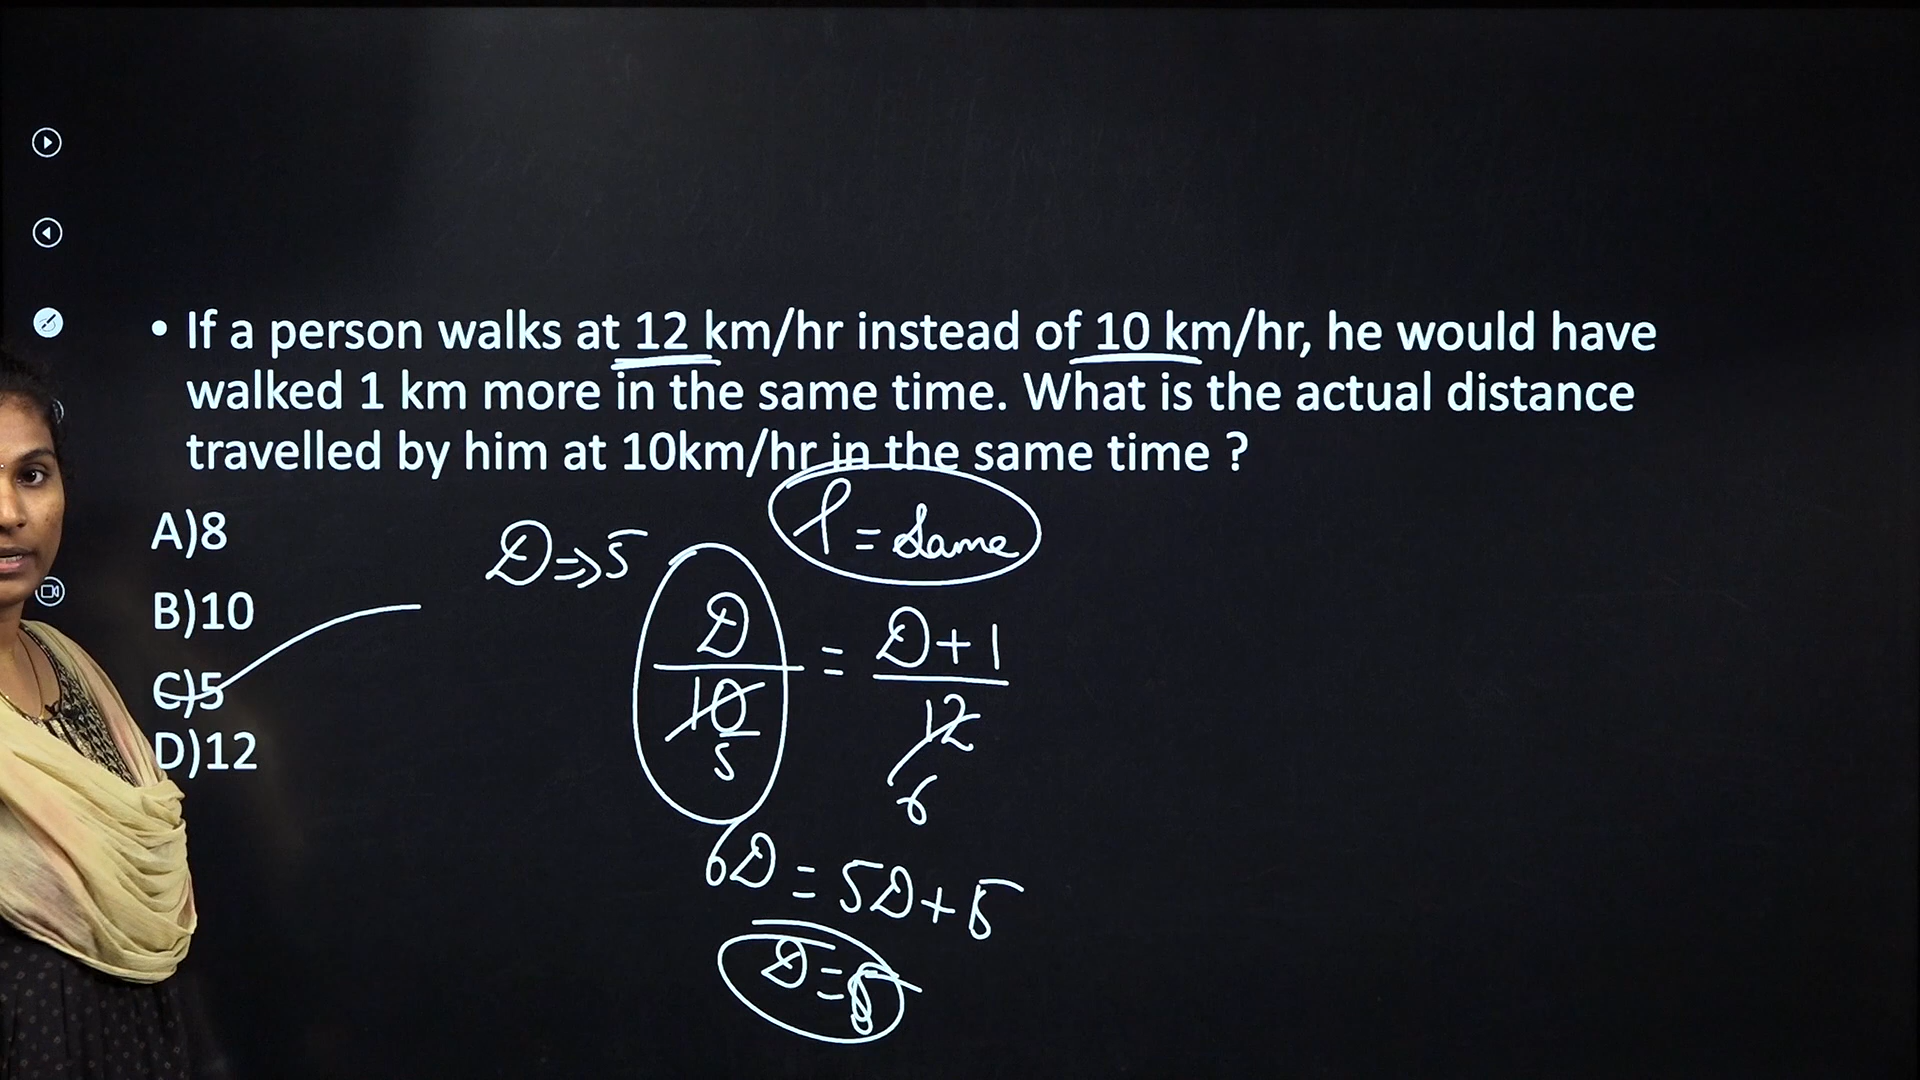 • If a person walks at 12 km/hr instead of 10 km/hr, he would have
walked 1 km more in the same time. What is the actual distance
travelled by him at 10km/hr in the same time ?
A)8
B)10
C)5
D)12
D ⇒ 5
T = Same
D/10 = D+1/12
5 6
6D = 5D + 5
D = 5